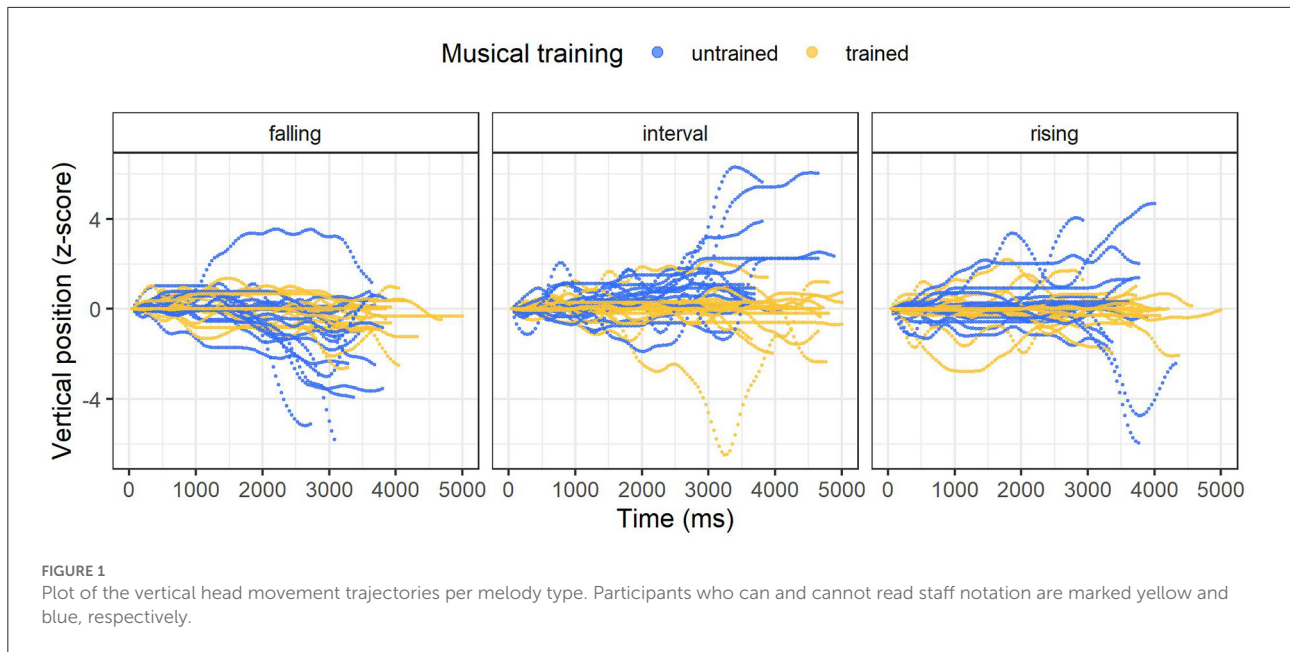 Musical training untrained trained
falling interval rising
Vertical position (z-score)
4
0
-4
0 1000 2000 3000 4000 5000 0 1000 2000 3000 4000 5000 0 1000 2000 3000 4000 5000
Time (ms)
FIGURE 1
Plot of the vertical head movement trajectories per melody type. Participants who can and cannot read staff notation are marked yellow and
blue, respectively.